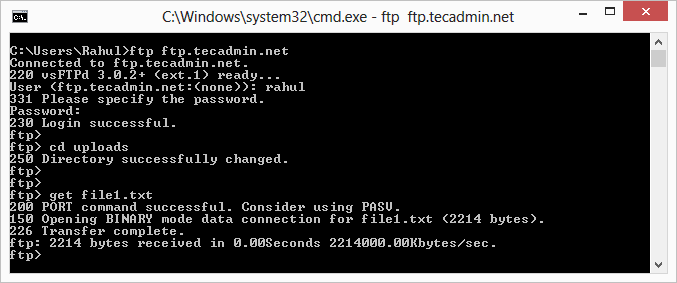 C:\Windows\system32\cmd.exe - ftp  ftp.tecadmin.net
C:\Users\Rahul>ftp ftp.tecadmin.net
Connected to ftp.tecadmin.net.
220 vsFTPd 3.0.2+ (ext.1) ready...
User (ftp.tecadmin.net:(none)): rahul
331 Please specify the password.
Password:
230 Login successful.
ftp>
ftp> cd uploads
250 Directory successfully changed.
ftp>
ftp>
ftp> get file1.txt
200 PORT command successful. Consider using PASV.
150 Opening BINARY mode data connection for file1.txt (2214 bytes).
226 Transfer complete.
ftp: 2214 bytes received in 0.00Seconds 2214000.00Kbytes/sec.
ftp>